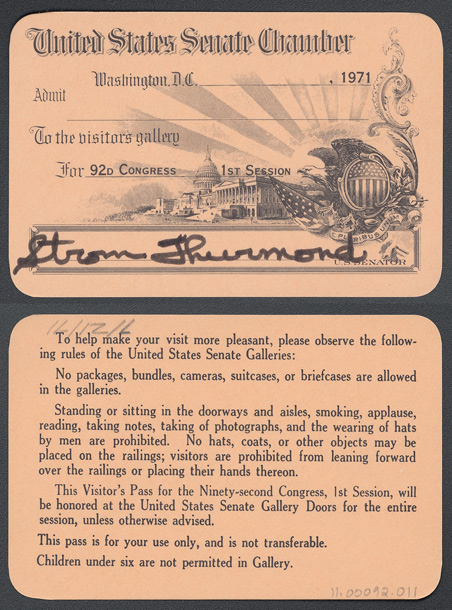 United States Senate Chamber
Washington, D.C. , 1971
Admit
To the visitors gallery
For 92D CONGRESS 1ST SESSION
E PLURIBUS UNUM
Strom Thurmond
U.S. SENATOR
To help make your visit more pleasant, please observe the follow-
ing rules of the United States Senate Galleries:
No packages, bundles, cameras, suitcases, or briefcases are allowed
in the galleries.
Standing or sitting in the doorways and aisles, smoking, applause,
reading, taking notes, taking of photographs, and the wearing of hats
by men are prohibited. No hats, coats, or other objects may be
placed on the railings; visitors are prohibited from leaning forward
over the railings or placing their hands thereon.
This Visitor's Pass for the Ninety-second Congress, 1st Session, will
be honored at the United States Senate Gallery Doors for the entire
session, unless otherwise advised.
This pass is for your use only, and is not transferable.
Children under six are not permitted in Gallery.
11.00092.011